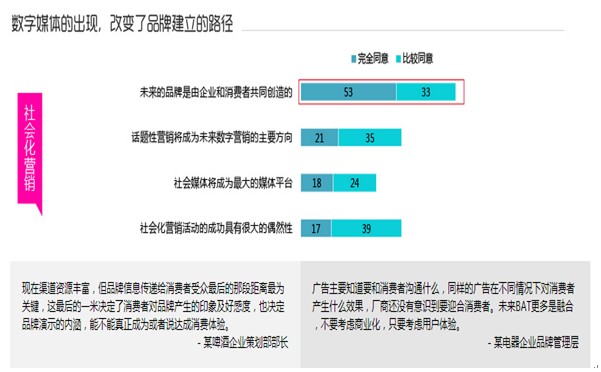 数字媒体的出现，改变了品牌建立的路径
完全同意 比较同意
社会化营销
未来的品牌是由企业和消费者共同创造的 53 33
话题性营销将成为未来数字营销的主要方向 21 35
社会媒体将成为最大的媒体平台 18 24
社会化营销活动的成功具有很大的偶然性 17 39
现在渠道资源丰富，但品牌信息传递给消费者受众最后的那段距离最为
关键，这最后的一米决定了消费者对品牌产生的印象及好感度，也决定
品牌演示的内涵，能不能真正成为或者说达成消费体验。
- 某啤酒企业策划部部长
广告主要知道要和消费者沟通什么，同样的广告在不同情况下对消费者
产生什么效果，厂商还没有意识到要迎合消费者。未来BAT更多是融合
，不要考虑商业化，只要考虑用户体验。
- 某电器企业品牌管理层